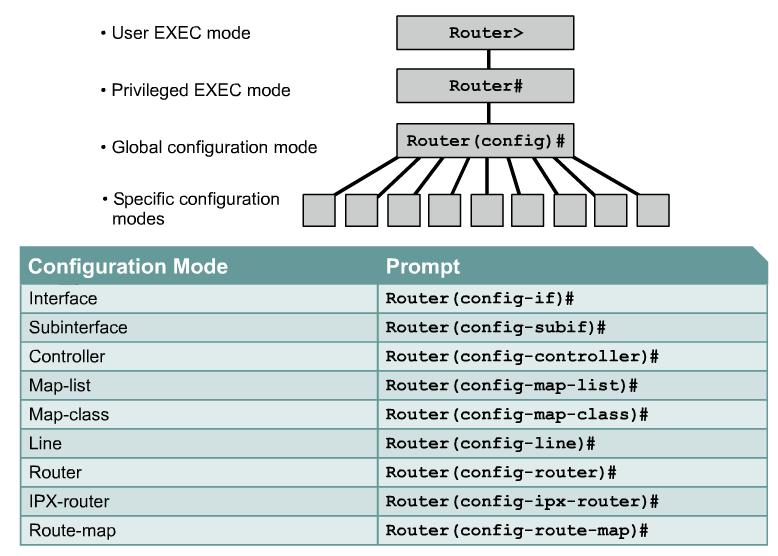 • User EXEC mode
Router>
• Privileged EXEC mode
Router#
• Global configuration mode
Router(config)#
• Specific configuration
modes
Configuration Mode Prompt
Interface Router(config-if)#
Subinterface Router(config-subif)#
Controller Router(config-controller)#
Map-list Router(config-map-list)#
Map-class Router(config-map-class)#
Line Router(config-line)#
Router Router(config-router)#
IPX-router Router(config-ipx-router)#
Route-map Router(config-route-map)#